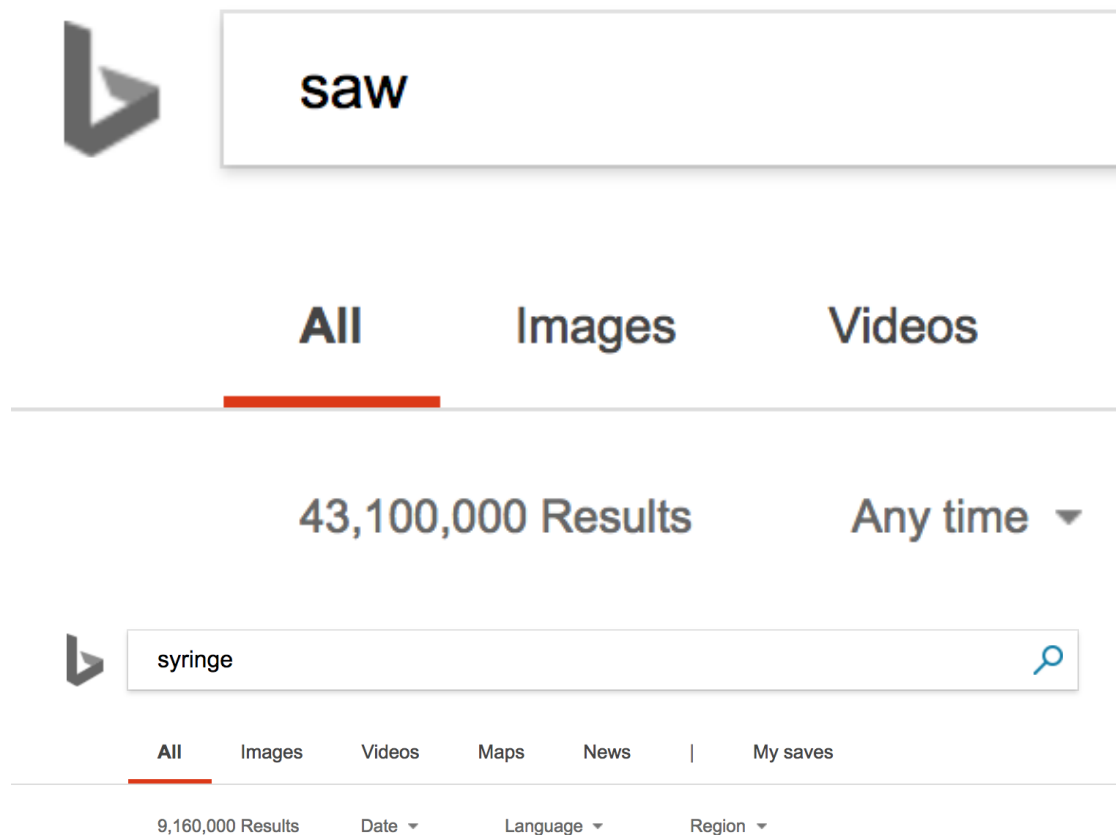 saw
All Images Videos
43,100,000 Results Any time
syringe
All Images Videos Maps News | My saves
9,160,000 Results Date Language Region